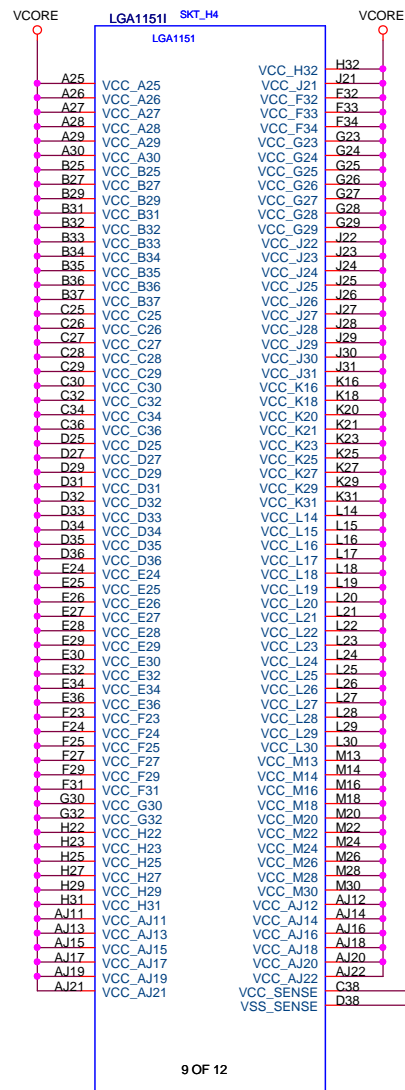 VCORE
LGA1151I SKT_H4
VCORE
LGA1151
A25 VCC_A25
A26 VCC_A26
A27 VCC_A27
A28 VCC_A28
A29 VCC_A29
A30 VCC_A30
B25 VCC_B25
B27 VCC_B27
B29 VCC_B29
B31 VCC_B31
B32 VCC_B32
B33 VCC_B33
B34 VCC_B34
B35 VCC_B35
B36 VCC_B36
B37 VCC_B37
C25 VCC_C25
C26 VCC_C26
C27 VCC_C27
C28 VCC_C28
C29 VCC_C29
C30 VCC_C30
C32 VCC_C32
C34 VCC_C34
C36 VCC_C36
D25 VCC_D25
D27 VCC_D27
D29 VCC_D29
D31 VCC_D31
D32 VCC_D32
D33 VCC_D33
D34 VCC_D34
D35 VCC_D35
D36 VCC_D36
E24 VCC_E24
E25 VCC_E25
E26 VCC_E26
E27 VCC_E27
E28 VCC_E28
E29 VCC_E29
E30 VCC_E30
E32 VCC_E32
E34 VCC_E34
E36 VCC_E36
F23 VCC_F23
F24 VCC_F24
F25 VCC_F25
F27 VCC_F27
F29 VCC_F29
F31 VCC_F31
G30 VCC_G30
G32 VCC_G32
H22 VCC_H22
H23 VCC_H23
H25 VCC_H25
H27 VCC_H27
H29 VCC_H29
H31 VCC_H31
AJ11 VCC_AJ11
AJ13 VCC_AJ13
AJ15 VCC_AJ15
AJ17 VCC_AJ17
AJ19 VCC_AJ19
AJ21 VCC_AJ21
VCC_H32 H32
VCC_J21 J21
VCC_F32 F32
VCC_F33 F33
VCC_F34 F34
VCC_G23 G23
VCC_G24 G24
VCC_G25 G25
VCC_G26 G26
VCC_G27 G27
VCC_G28 G28
VCC_G29 G29
VCC_J22 J22
VCC_J23 J23
VCC_J24 J24
VCC_J25 J25
VCC_J26 J26
VCC_J27 J27
VCC_J28 J28
VCC_J29 J29
VCC_J30 J30
VCC_J31 J31
VCC_K16 K16
VCC_K18 K18
VCC_K20 K20
VCC_K21 K21
VCC_K23 K23
VCC_K25 K25
VCC_K27 K27
VCC_K29 K29
VCC_K31 K31
VCC_L14 L14
VCC_L15 L15
VCC_L16 L16
VCC_L17 L17
VCC_L18 L18
VCC_L19 L19
VCC_L20 L20
VCC_L21 L21
VCC_L22 L22
VCC_L23 L23
VCC_L24 L24
VCC_L25 L25
VCC_L26 L26
VCC_L27 L27
VCC_L28 L28
VCC_L29 L29
VCC_L30 L30
VCC_M13 M13
VCC_M14 M14
VCC_M16 M16
VCC_M18 M18
VCC_M20 M20
VCC_M22 M22
VCC_M24 M24
VCC_M26 M26
VCC_M28 M28
VCC_M30 M30
VCC_AJ12 AJ12
VCC_AJ14 AJ14
VCC_AJ16 AJ16
VCC_AJ18 AJ18
VCC_AJ20 AJ20
VCC_AJ22 AJ22
VCC_SENSE C38
VSS_SENSE D38
9 OF 12